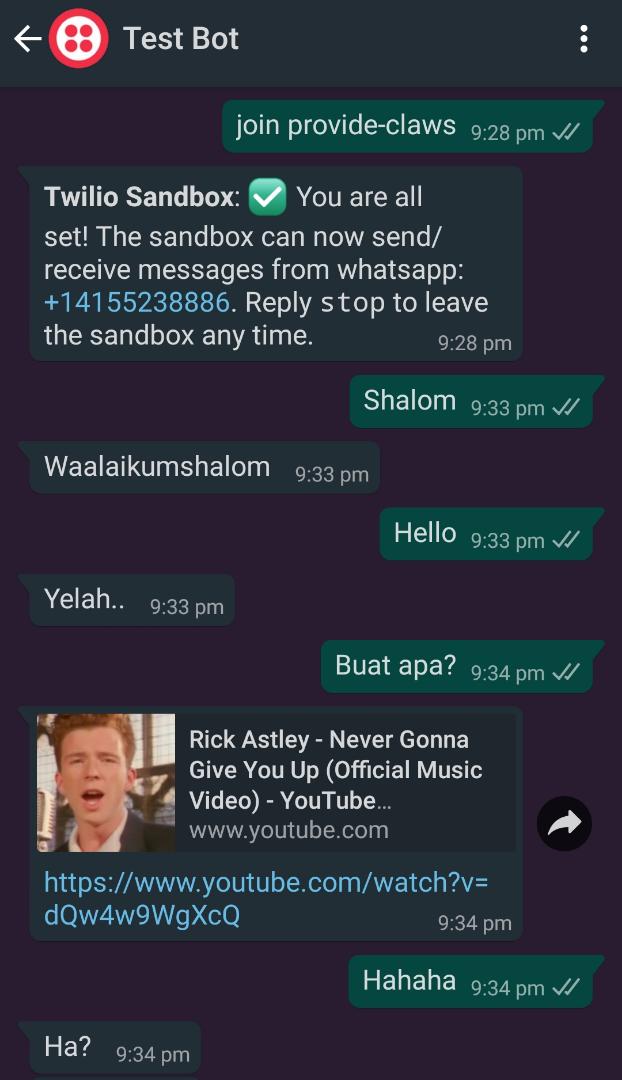 Test Bot
join provide-claws 9:28 pm
Twilio Sandbox: ✅ You are all
set! The sandbox can now send/
receive messages from whatsapp:
+14155238886. Reply stop to leave
the sandbox any time. 9:28 pm
Shalom 9:33 pm
Waalaikumshalom 9:33 pm
Hello 9:33 pm
Yelah.. 9:33 pm
Buat apa? 9:34 pm
Rick Astley - Never Gonna
Give You Up (Official Music
Video) - YouTube…
www.youtube.com
https://www.youtube.com/watch?v=
dQw4w9WgXcQ 9:34 pm
Hahaha 9:34 pm
Ha? 9:34 pm